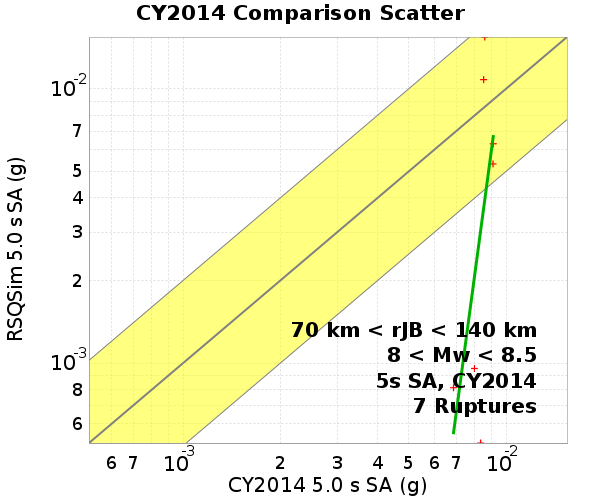 CY2014 Comparison Scatter
RSQSim 5.0 s SA (g)
10⁻²
7
5
4
3
2
10⁻³
8
6
70 km < rJB < 140 km
8 < Mw < 8.5
5s SA, CY2014
7 Ruptures
6 7 10⁻³ 2 3 4 5 6 7 10⁻²
CY2014 5.0 s SA (g)